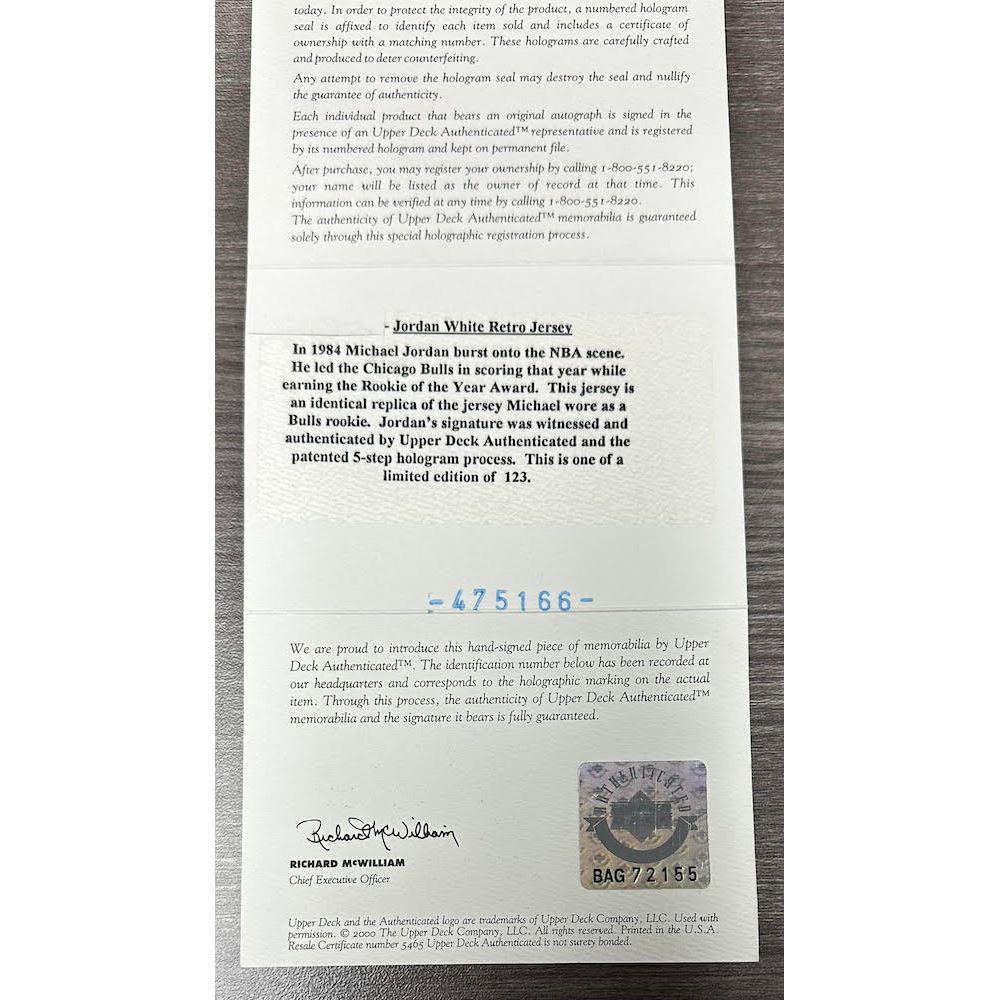 today. In order to protect the integrity of the product, a numbered hologram
seal is affixed to identify each item sold and includes a certificate of
ownership with a matching number. These holograms are carefully crafted
and produced to deter counterfeiting.
Any attempt to remove the hologram seal may destroy the seal and nullify
the guarantee of authenticity.
Each individual product that bears an original autograph is signed in the
presence of an Upper Deck Authenticated™ representative and is registered
by its numbered hologram and kept on permanent file.
After purchase, you may register your ownership by calling 1-800-551-8220;
your name will be listed as the owner of record at that time. This
information can be verified at any time by calling 1-800-551-8220.
The authenticity of Upper Deck Authenticated™ memorabilia is guaranteed
solely through this special holographic registration process.
- Jordan White Retro Jersey
In 1984 Michael Jordan burst onto the NBA scene.
He led the Chicago Bulls in scoring that year while
earning the Rookie of the Year Award. This jersey is
an identical replica of the jersey Michael wore as a
Bulls rookie. Jordan's signature was witnessed and
authenticated by Upper Deck Authenticated and the
patented 5-step hologram process. This is one of a
limited edition of 123.
-475166-
We are proud to introduce this hand-signed piece of memorabilia by Upper
Deck Authenticated™. The identification number below has been recorded at
our headquarters and corresponds to the holographic marking on the actual
item. Through this process, the authenticity of Upper Deck Authenticated™
memorabilia and the signature it bears is fully guaranteed.
AUTHENTICATED
Richard McWilliam
RICHARD McWILLIAM
BAG 72155
Chief Executive Officer
Upper Deck and the Authenticated logo are trademarks of Upper Deck Company, LLC. Used with
permission. © 2000 The Upper Deck Company, LLC. All rights reserved. Printed in the U.S.A.
Resale Certificate number 5465 Upper Deck Authenticated is not surety bonded.